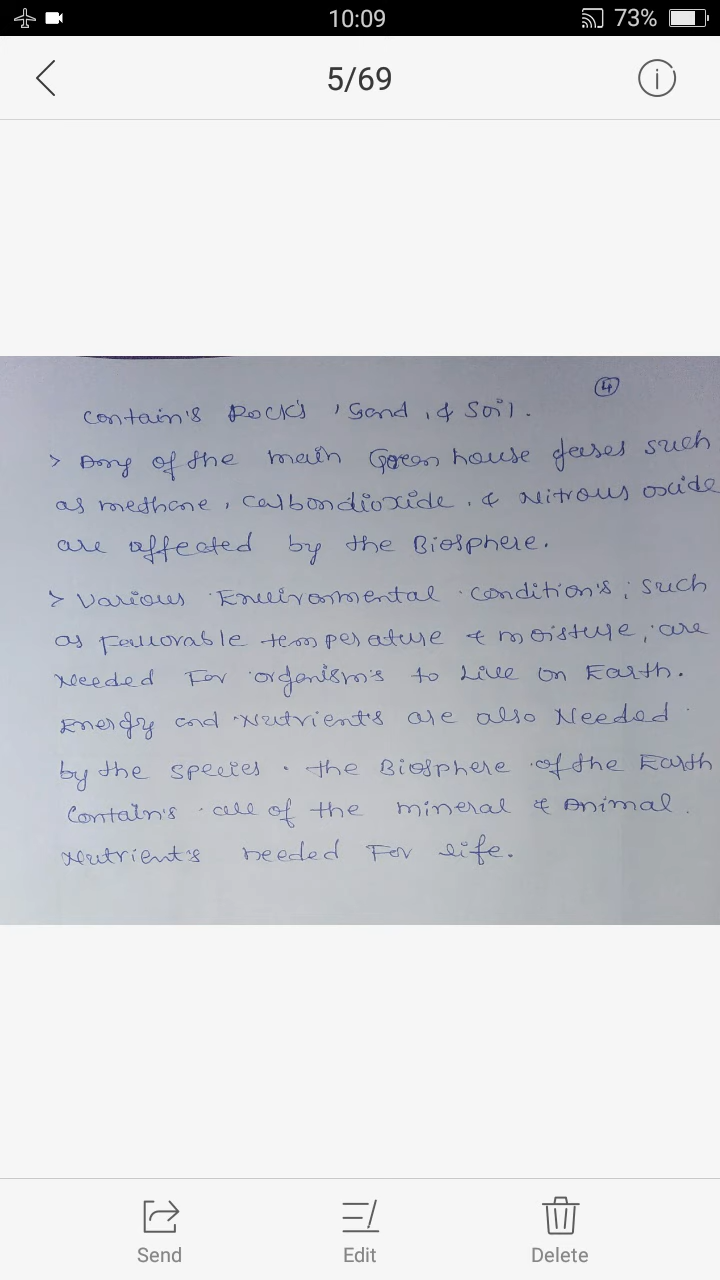 10:09
73%
5/69
4
Contain's Rock's, Sand, & Soil.
> Any of the main Green house gases such
as methane, Carbondioxide, & Nitrous oxide
are affected by the Biosphere.
> Various Environmental Condition's, such
as Favorable temperature & moisture, are
Needed For organism's to Live on Earth.
Energy and Nutrient's are also Needed
by the species. the Biosphere of the Earth
Contain's all of the mineral & Animal.
Nutrient's needed For life.
Send
Edit
Delete